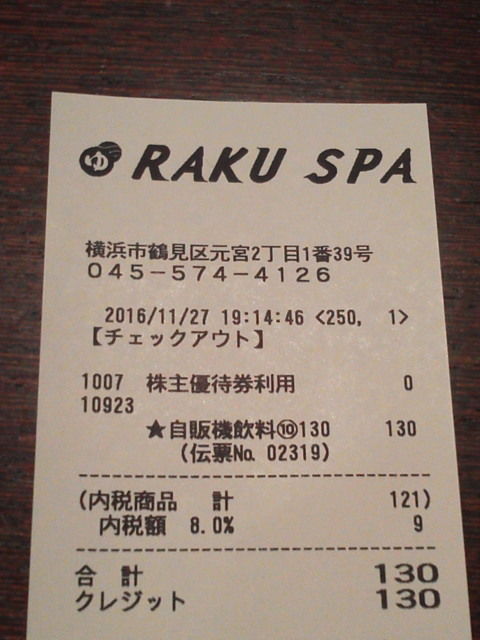 ゆ RAKU SPA
横浜市鶴見区元宮2丁目1番39号
045-574-4126
2016/11/27 19:14:46 <250, 1>
【チェックアウト】
1007 株主優待券利用 0
10923
★自販機飲料⑩130 130
(伝票No. 02319)
(内税商品 計 121)
内税額 8.0% 9
合 計 130
クレジット 130